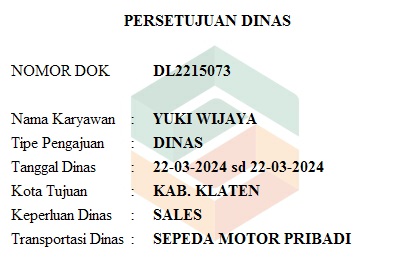 PERSETUJUAN DINAS
NOMOR DOK DL2215073
Nama Karyawan : YUKI WIJAYA
Tipe Pengajuan : DINAS
Tanggal Dinas : 22-03-2024 sd 22-03-2024
Kota Tujuan : KAB. KLATEN
Keperluan Dinas : SALES
Transportasi Dinas : SEPEDA MOTOR PRIBADI